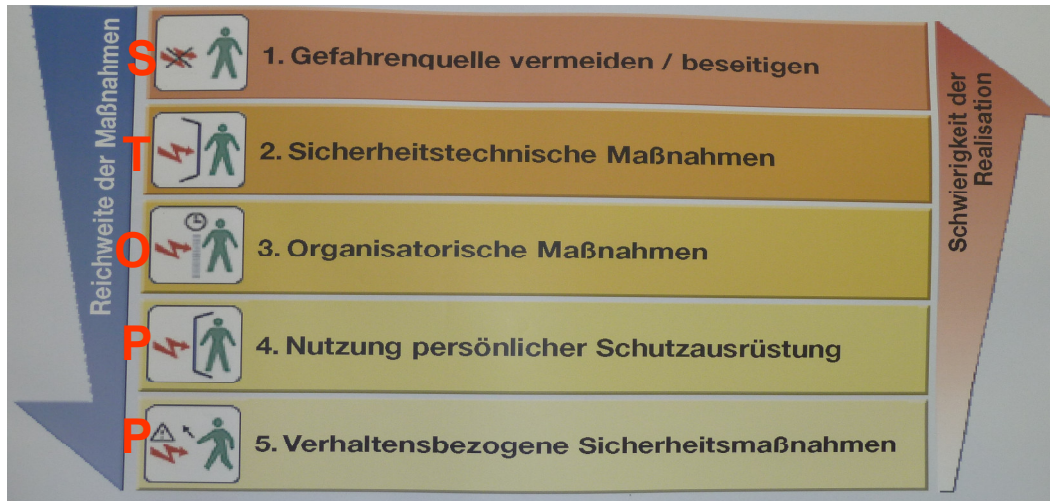 Reichweite der Maßnahmen
S
1. Gefahrenquelle vermeiden / beseitigen
T
2. Sicherheitstechnische Maßnahmen
O
3. Organisatorische Maßnahmen
P
4. Nutzung persönlicher Schutzausrüstung
P
5. Verhaltensbezogene Sicherheitsmaßnahmen
Schwierigkeit der
Realisation